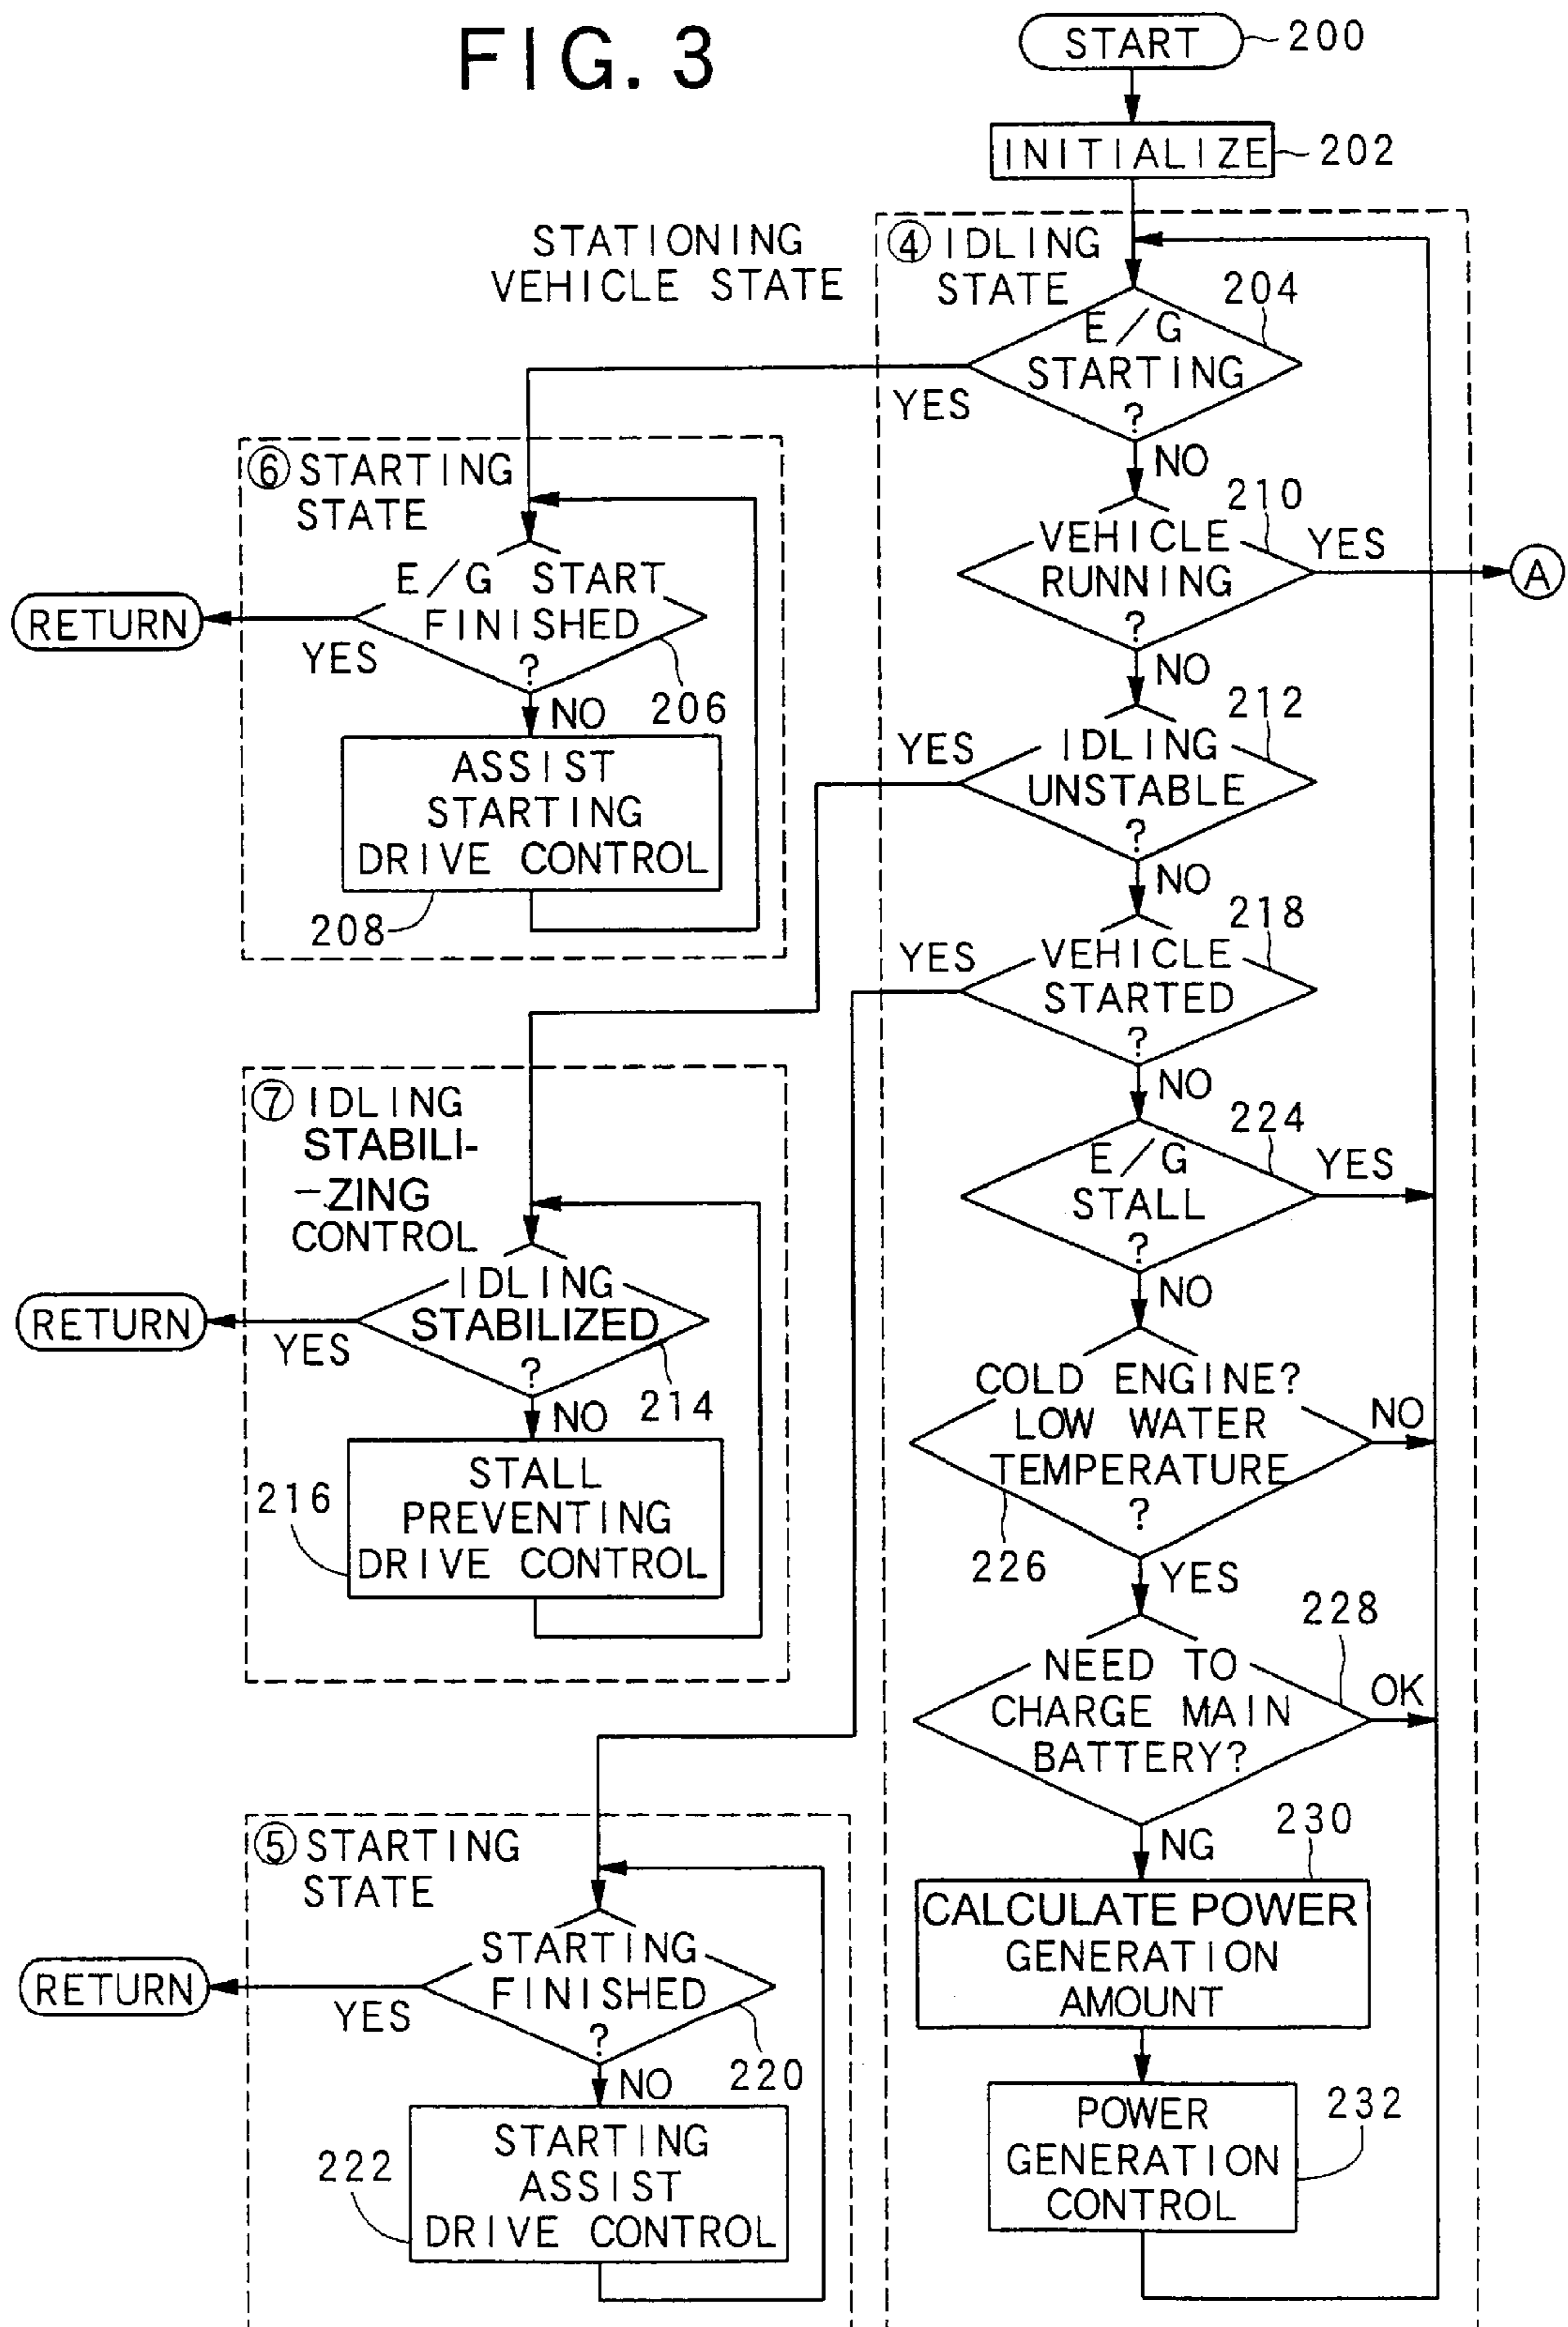 FIG. 3
START
200
INITIALIZE
202
STATIONING
VEHICLE STATE
④ IDLING
STATE
204
E/G
STARTING
?
YES
NO
⑥ STARTING
STATE
E/G START
FINISHED
?
RETURN
YES
206
NO
ASSIST
STARTING
DRIVE CONTROL
208
210
VEHICLE
RUNNING
?
YES
A
NO
212
YES
IDLING
UNSTABLE
?
NO
218
YES
VEHICLE
STARTED
?
NO
⑦ IDLING
STABILI-
-ZING
CONTROL
IDLING
STABILIZED
?
RETURN
YES
214
NO
216
STALL
PREVENTING
DRIVE CONTROL
224
E/G
STALL
?
YES
NO
COLD ENGINE?
LOW WATER
TEMPERATURE
?
NO
226
YES
228
NEED TO
CHARGE MAIN
BATTERY?
OK
NG
230
CALCULATE POWER
GENERATION
AMOUNT
POWER
GENERATION
CONTROL
232
⑤ STARTING
STATE
STARTING
FINISHED
?
RETURN
YES
220
NO
222
STARTING
ASSIST
DRIVE CONTROL